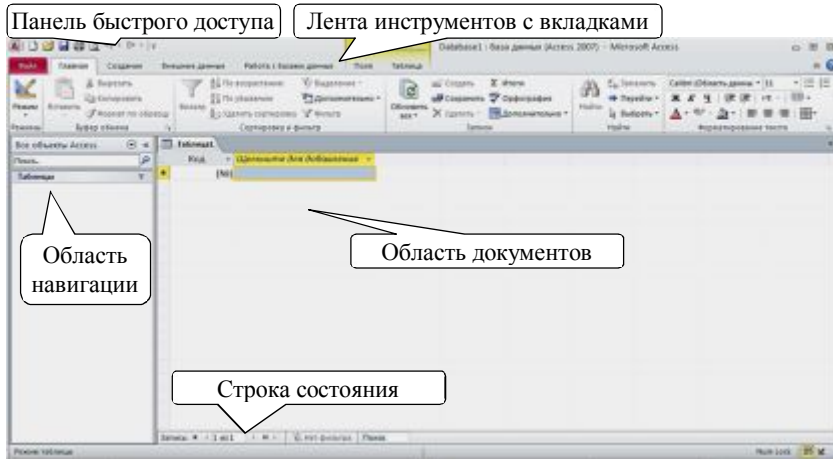 Панель быстрого доступа
Лента инструментов с вкладками
Database1 : база данных (Access 2007) - Microsoft Access
Файл Главная Создание Внешние данные Работа с базами данных Поля Таблица
Режим Вставить Вырезать Копировать Формат по образцу
Фильтр По возрастанию По убыванию Удалить сортировку Выделение Дополнительно Фильтр
Обновить все Создать Сохранить Удалить Итоги Орфография Дополнительно
Найти Заменить Перейти Выбрать
Ж К Ч
Режимы Буфер обмена Сортировка и фильтр Записи Найти Форматирование текста
Все объекты Access
Поиск...
Таблицы
Таблица1
Код Щелкните для добавления
(№)
Область навигации
Область документов
Строка состояния
Запись: 1 из 1 Нет фильтра Поиск
Режим таблицы
Num Lock